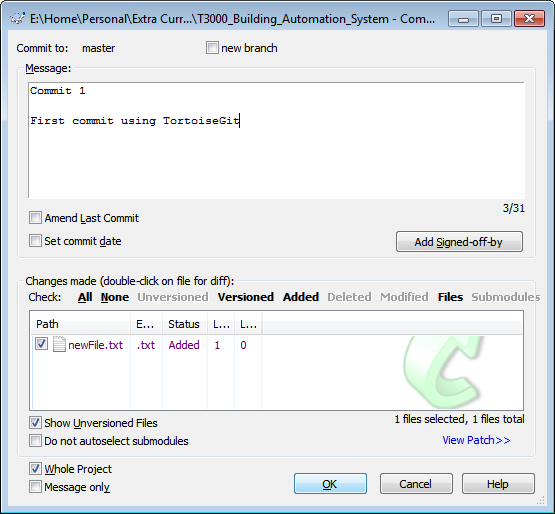 E:\Home\Personal\Extra Curr...\T3000_Building_Automation_System - Com...
Commit to: master new branch
Message:
Commit 1
First commit using TortoiseGit
3/31
Amend Last Commit
Set commit date
Add Signed-off-by
Changes made (double-click on file for diff):
Check: All None Unversioned Versioned Added Deleted Modified Files Submodules
Path E... Status L... L...
newFile.txt .txt Added 1 0
Show Unversioned Files
1 files selected, 1 files total
Do not autoselect submodules
View Patch>>
Whole Project
Message only
OK Cancel Help